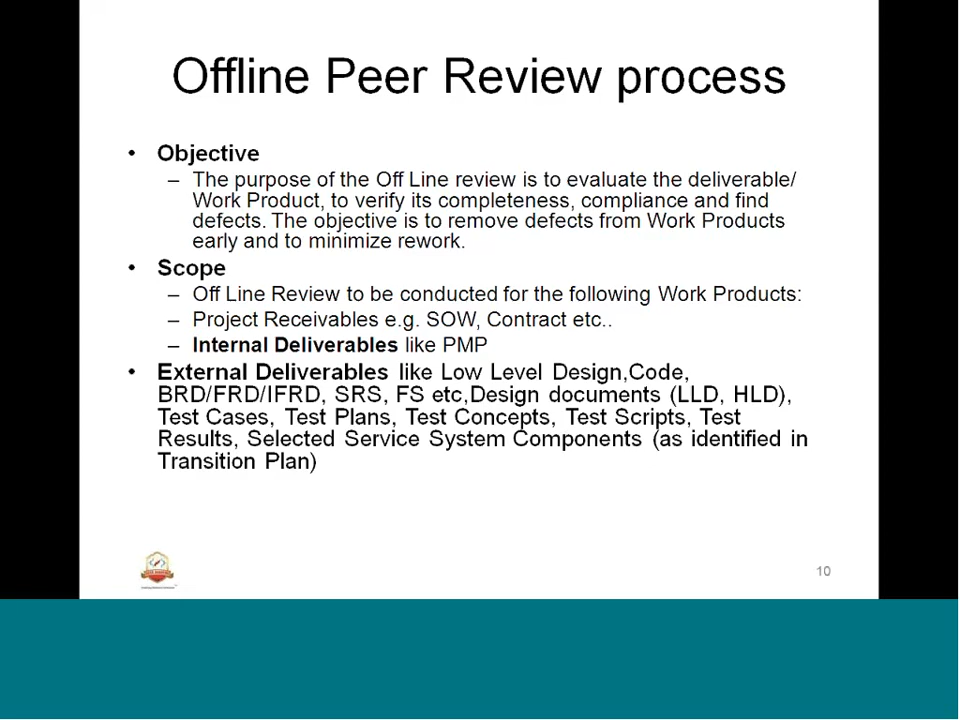 Offline Peer Review process
• Objective
– The purpose of the Off Line review is to evaluate the deliverable/
Work Product, to verify its completeness, compliance and find
defects. The objective is to remove defects from Work Products
early and to minimize rework.
• Scope
– Off Line Review to be conducted for the following Work Products:
– Project Receivables e.g. SOW, Contract etc..
– Internal Deliverables like PMP
• External Deliverables like Low Level Design,Code,
BRD/FRD/IFRD, SRS, FS etc,Design documents (LLD, HLD),
Test Cases, Test Plans, Test Concepts, Test Scripts, Test
Results, Selected Service System Components (as identified in
Transition Plan)
10